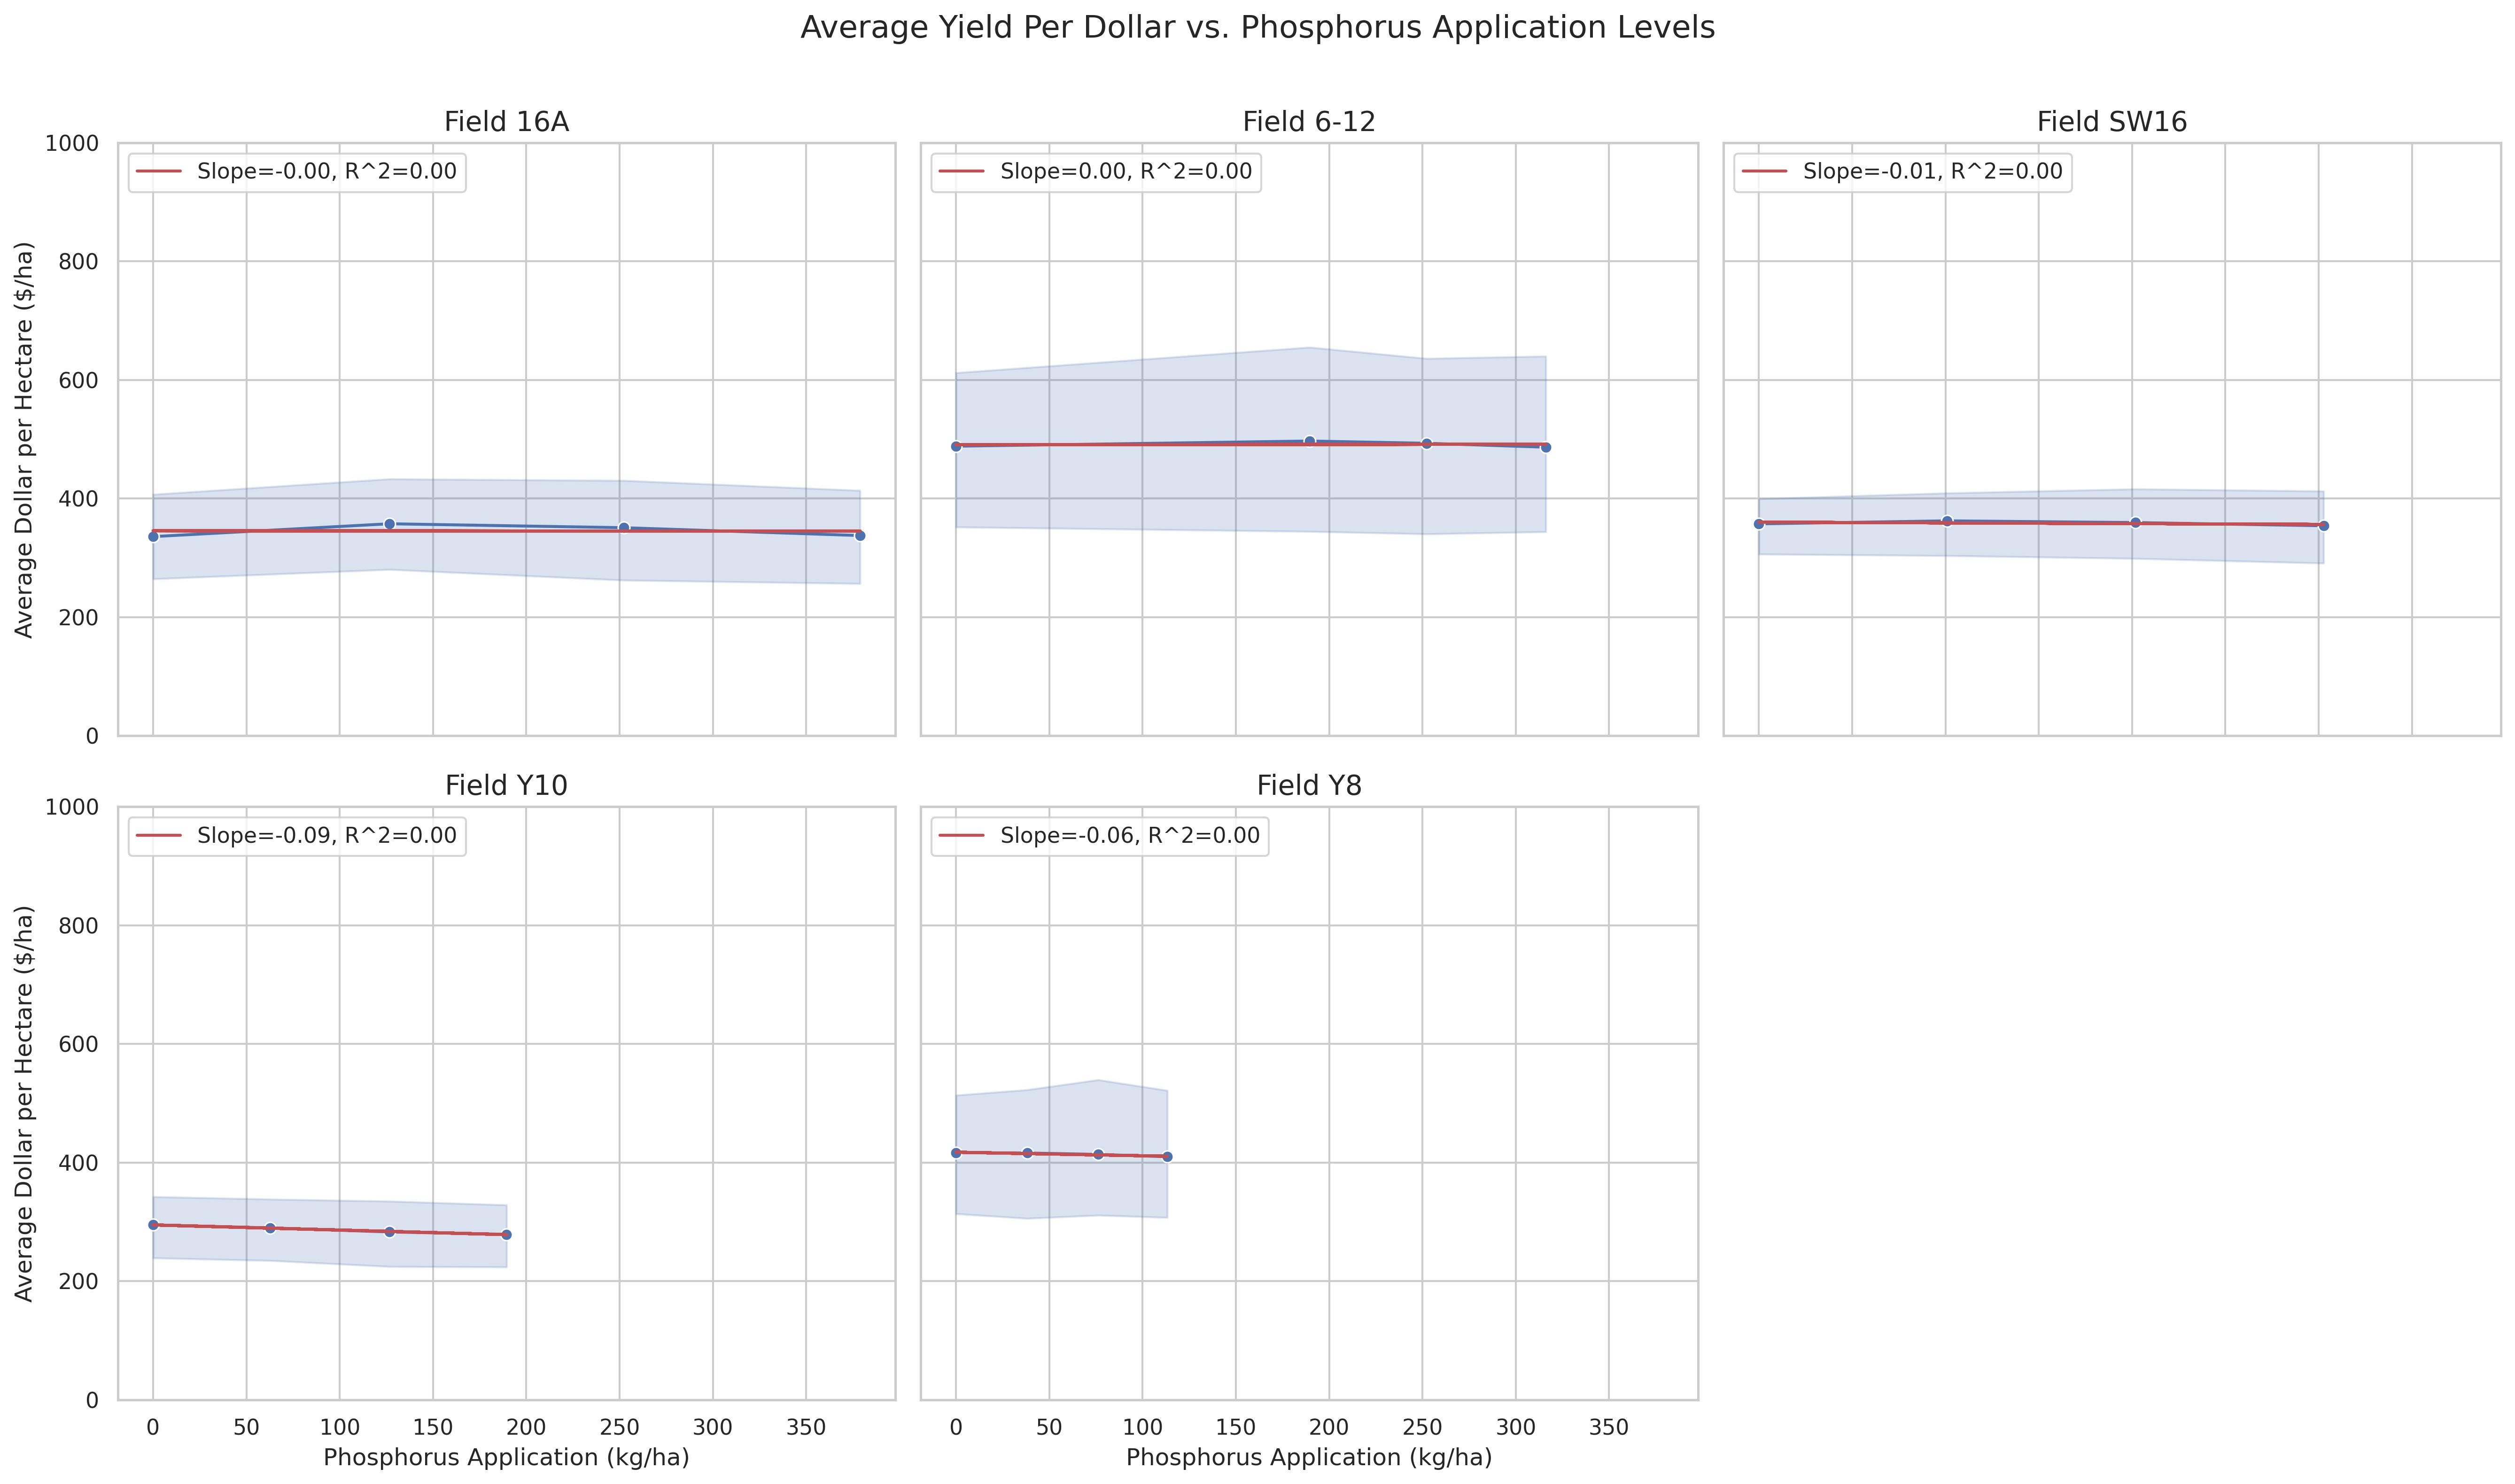 Average Yield Per Dollar vs. Phosphorus Application Levels
Field 16A
Field 6-12
Field SW16
Slope=-0.00, R^2=0.00
Slope=0.00, R^2=0.00
Slope=-0.01, R^2=0.00
Average Dollar per Hectare ($/ha)
1000
800
600
400
200
0
Field Y10
Field Y8
Slope=-0.09, R^2=0.00
Slope=-0.06, R^2=0.00
Average Dollar per Hectare ($/ha)
1000
800
600
400
200
0
0 50 100 150 200 250 300 350
0 50 100 150 200 250 300 350
Phosphorus Application (kg/ha)
Phosphorus Application (kg/ha)